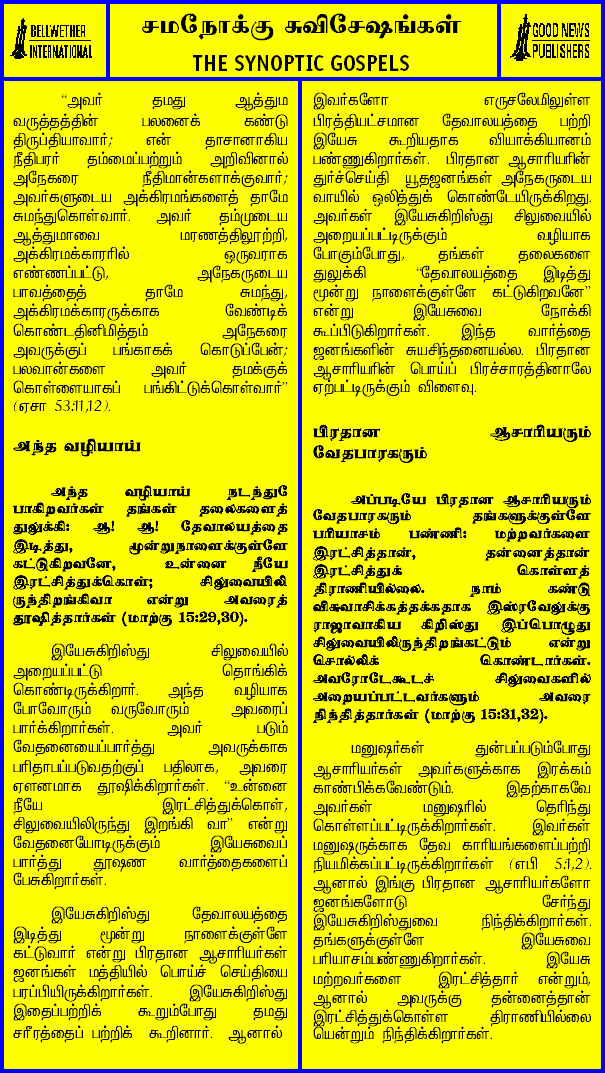 BELLWETHER
INTERNATIONAL
சமநோக்கு சுவிசேஷங்கள்
THE SYNOPTIC GOSPELS
GOOD NEWS
PUBLISHERS
“அவர் தமது ஆத்தும
வருத்தத்தின் பலனைக் கண்டு
திருப்தியாவார்; என் தாசனாகிய
நீதிபரர் தம்மைப்பற்றும் அறிவினால்
அநேகரை நீதிமான்களாக்குவார்;
அவர்களுடைய அக்கிரமங்களைத் தாமே
சுமந்துகொள்வார். அவர் தம்முடைய
ஆத்துமாவை மரணத்திலூற்றி,
அக்கிரமக்காரரில் ஒருவராக
எண்ணப்பட்டு, அநேகருடைய
பாவத்தைத் தாமே சுமந்து,
அக்கிரமக்காரருக்காக வேண்டிக்
கொண்டதினிமித்தம் அநேகரை
அவருக்குப் பங்காகக் கொடுப்பேன்;
பலவான்களை அவர் தமக்குக்
கொள்ளையாகப் பங்கிட்டுக்கொள்வார்”
(ஏசா 53:11,12).
அந்த வழியாய்
அந்த வழியாய் நடந்துபே
பாகிறவர்கள் தங்கள் தலைகளைத்
துலுக்கி: ஆ! ஆ! தேவாலயத்தை
இடித்து, மூன்றுநாளைக்குள்ளே
கட்டுகிறவனே, உன்னை நீயே
இரட்சித்துக்கொள்; சிலுவையிலி
ருந்திறங்கிவா என்று அவரைத்
தூஷித்தார்கள் (மாற்கு 15:29,30).
இயேசுகிறிஸ்து சிலுவையில்
அறையப்பட்டு தொங்கிக்
கொண்டிருக்கிறார். அந்த வழியாக
போவோரும் வருவோரும் அவரைப்
பார்க்கிறார்கள். அவர் படும்
வேதனையைப்பார்த்து அவருக்காக
பரிதாபப்படுவதற்குப் பதிலாக, அவரை
ஏளனமாக தூஷிக்கிறார்கள். “உன்னை
நீயே இரட்சித்துக்கொள்,
சிலுவையிலிருந்து இறங்கி வா” என்று
வேதனையோடிருக்கும் இயேசுவைப்
பார்த்து தூஷண வார்த்தைகளைப்
பேசுகிறார்கள்.
இயேசுகிறிஸ்து தேவாலயத்தை
இடித்து மூன்று நாளைக்குள்ளே
கட்டுவார் என்று பிரதான ஆசாரியர்கள்
ஜனங்கள் மத்தியில் பொய்ச் செய்தியை
பரப்பியிருக்கிறார்கள். இயேசுகிறிஸ்து
இதைப்பற்றிக் கூறும்போது தமது
சரீரத்தைப் பற்றிக் கூறினார். ஆனால்
இவர்களோ எருசலேமிலுள்ள
பிரத்தியட்சமான தேவாலயத்தை பற்றி
இயேசு கூறியதாக வியாக்கியானம்
பண்ணுகிறார்கள். பிரதான ஆசாரியரின்
துர்ச்செய்தி யூதஜனங்கள் அநேகருடைய
வாயில் ஒலித்துக் கொண்டேயிருக்கிறது.
அவர்கள் இயேசுகிறிஸ்து சிலுவையில்
அறையப்பட்டிருக்கும் வழியாக
போகும்போது, தங்கள் தலைகளை
துலுக்கி “தேவாலயத்தை இடித்து
மூன்று நாளைக்குள்ளே கட்டுகிறவனே”
என்று இயேசுவை நோக்கி
கூப்பிடுகிறார்கள். இந்த வார்த்தை
ஜனங்களின் சுயசிந்தனையல்ல. பிரதான
ஆசாரியரின் பொய்ப் பிரச்சாரத்தினாலே
ஏற்பட்டிருக்கும் விளைவு.
பிரதான ஆசாரியரும்
வேதபாரகரும்
அப்படியே பிரதான ஆசாரியரும்
வேதபாரகரும் தங்களுக்குள்ளே
பரியாசம் பண்ணி: மற்றவர்களை
இரட்சித்தான், தன்னைத்தான்
இரட்சித்துக் கொள்ளத்
திராணியில்லை. நாம் கண்டு
விசுவாசிக்கத்தக்கதாக இஸ்ரவேலுக்கு
ராஜாவாகிய கிறிஸ்து இப்பொழுது
சிலுவையிலிருந்திறங்கட்டும் என்று
சொல்லிக் கொண்டார்கள்.
அவரோடேகூடச் சிலுவைகளில்
அறையப்பட்டவர்களும் அவரை
நிந்தித்தார்கள் (மாற்கு 15:31,32).
மனுஷர்கள் துன்பப்படும்போது
ஆசாரியர்கள் அவர்களுக்காக இரக்கம்
காண்பிக்கவேண்டும். இதற்காகவே
அவர்கள் மனுஷரில் தெரிந்து
கொள்ளப்பட்டிருக்கிறார்கள். இவர்கள்
மனுஷருக்காக தேவ காரியங்களைப்பற்றி
நியமிக்கப்பட்டிருக்கிறார்கள் (எபி 5:1,2).
ஆனால் இங்கு பிரதான ஆசாரியர்களோ
ஜனங்களோடு சேர்ந்து
இயேசுகிறிஸ்துவை நிந்திக்கிறார்கள்.
தங்களுக்குள்ளே இயேசுவை
பரியாசம்பண்ணுகிறார்கள். இயேசு
மற்றவர்களை இரட்சித்தார் என்றும்,
ஆனால் அவருக்கு தன்னைத்தான்
இரட்சித்துக்கொள்ள திராணியில்லை
யென்றும் நிந்திக்கிறார்கள்.